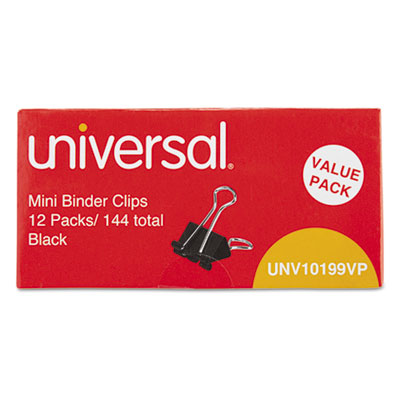 universal®
Mini Binder Clips
12 Packs/ 144 total
Black
VALUE
PACK
UNV10199VP